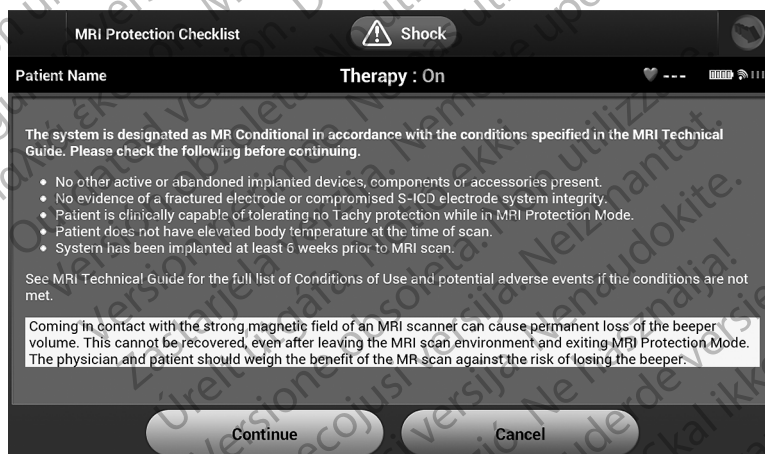 MRI Protection Checklist
Shock
Patient Name
Therapy : On
---
The system is designated as MR Conditional in accordance with the conditions specified in the MRI Technical
Guide. Please check the following before continuing.
• No other active or abandoned implanted devices, components or accessories present.
• No evidence of a fractured electrode or compromised S-ICD electrode system integrity.
• Patient is clinically capable of tolerating no Tachy protection while in MRI Protection Mode.
• Patient does not have elevated body temperature at the time of scan.
• System has been implanted at least 6 weeks prior to MRI scan.
See MRI Technical Guide for the full list of Conditions of Use and potential adverse events if the conditions are not
met.
Coming in contact with the strong magnetic field of an MRI scanner can cause permanent loss of the beeper
volume. This cannot be recovered, even after leaving the MRI scan environment and exiting MRI Protection Mode.
The physician and patient should weigh the benefit of the MR scan against the risk of losing the beeper.
Continue
Cancel